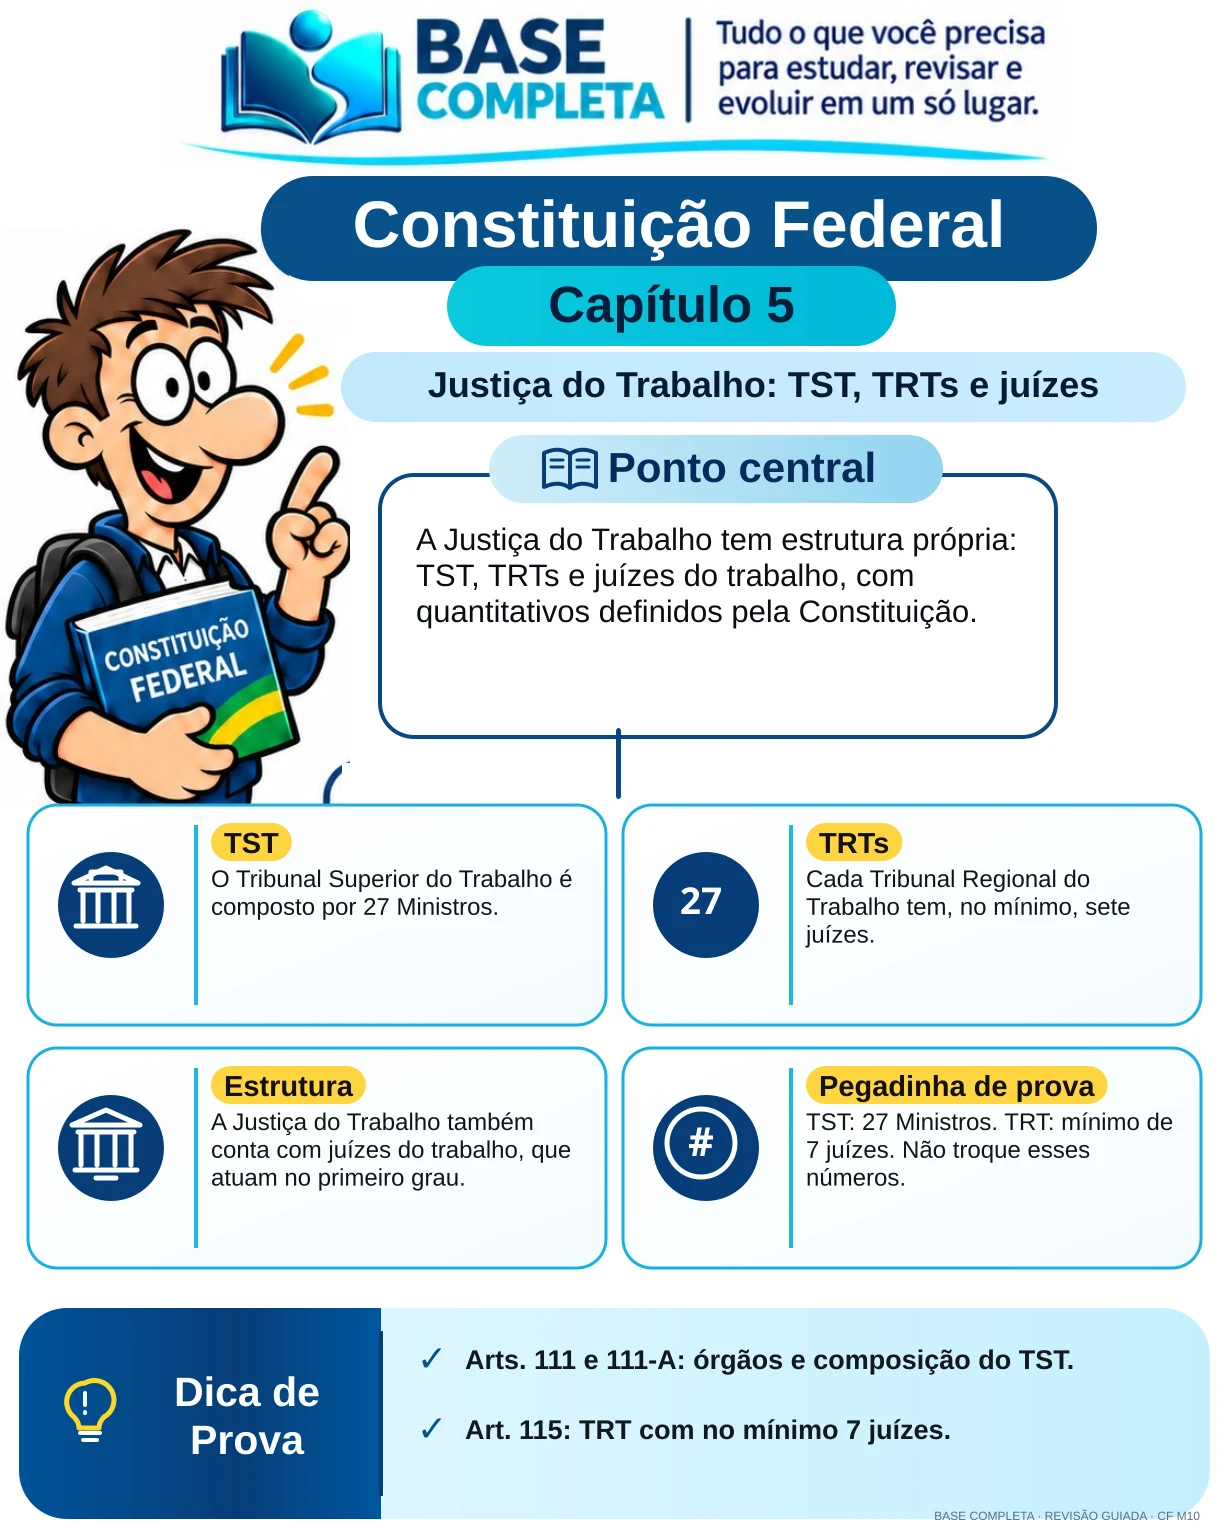 BASE
COMPLETA
Tudo o que você precisa
para estudar, revisar e
evoluir em um só lugar.
Constituição Federal
Capítulo 5
Justiça do Trabalho: TST, TRTs e juízes
Ponto central
A Justiça do Trabalho tem estrutura própria:
TST, TRTs e juízes do trabalho, com
quantitativos definidos pela Constituição.
CONSTITUIÇÃO
FEDERAL
TST
O Tribunal Superior do Trabalho é
composto por 27 Ministros.
27
TRTs
Cada Tribunal Regional do
Trabalho tem, no mínimo, sete
juízes.
Estrutura
A Justiça do Trabalho também
conta com juízes do trabalho, que
atuam no primeiro grau.
#
Pegadinha de prova
TST: 27 Ministros. TRT: mínimo de
7 juízes. Não troque esses
números.
Dica de
Prova
✓ Arts. 111 e 111-A: órgãos e composição do TST.
✓ Art. 115: TRT com no mínimo 7 juízes.
BASE COMPLETA · REVISÃO GUIADA · CF M10